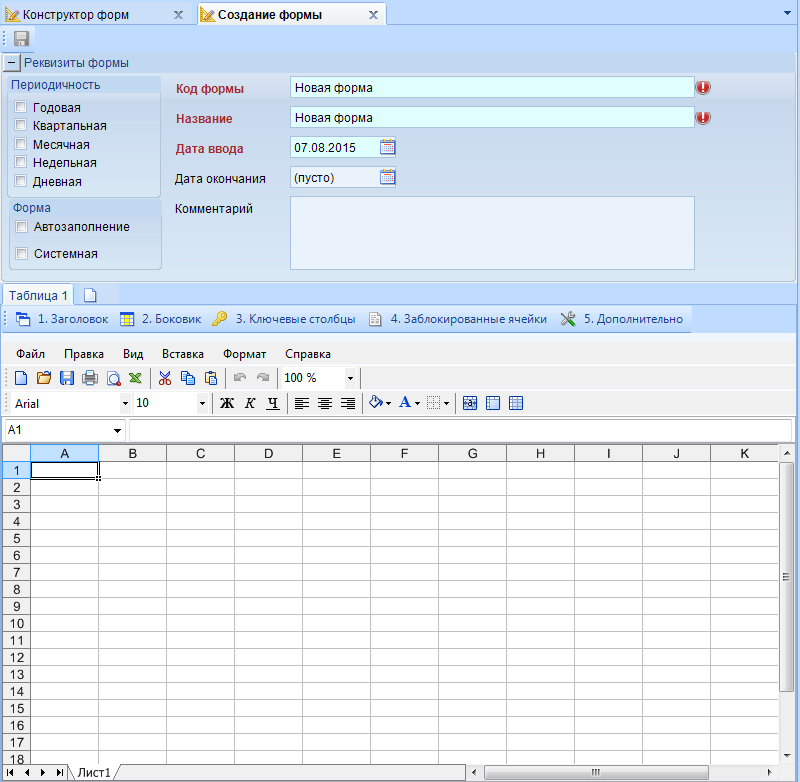 Конструктор форм
Создание формы
Реквизиты формы
Периодичность
Годовая
Квартальная
Месячная
Недельная
Дневная
Форма
Автозаполнение
Системная
Код формы
Новая форма
Название
Новая форма
Дата ввода
07.08.2015
Дата окончания
(пусто)
Комментарий
Таблица 1
1. Заголовок 2. Боковик 3. Ключевые столбцы 4. Заблокированные ячейки 5. Дополнительно
Файл Правка Вид Вставка Формат Справка
100 %
Arial 10 Ж К Ч А
A1
A B C D E F G H I J K
1
2
3
4
5
6
7
8
9
10
11
12
13
14
15
16
17
18
Лист1